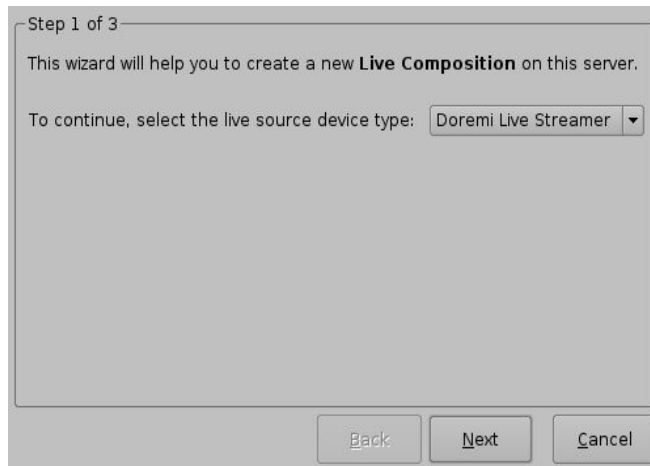 Step 1 of 3
This wizard will help you to create a new Live Composition on this server.
To continue, select the live source device type: Doremi Live Streamer
Back Next Cancel